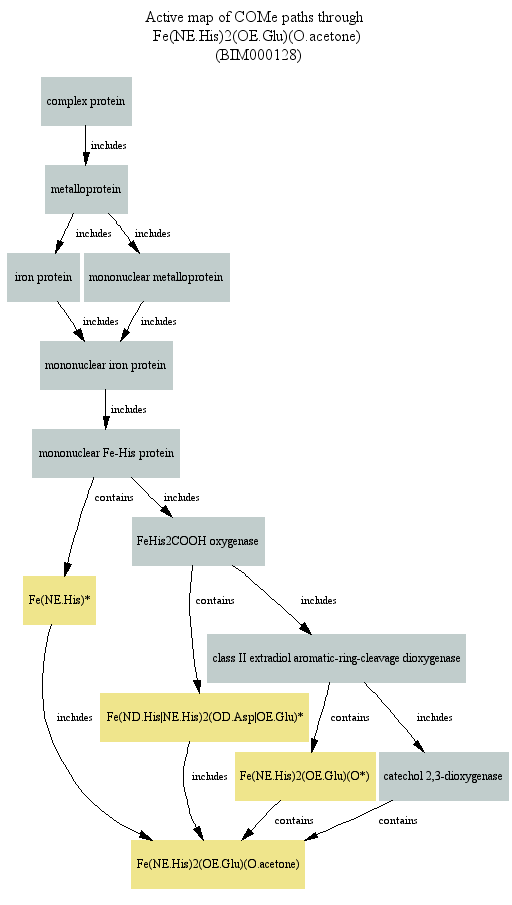 Active map of COMe paths through
Fe(NE.His)2(OE.Glu)(O.acetone)
(BIM000128)
complex protein
includes
metalloprotein
includes
includes
iron protein
mononuclear metalloprotein
includes
includes
mononuclear iron protein
includes
mononuclear Fe-His protein
contains
includes
FeHis2COOH oxygenase
Fe(NE.His)*
contains
includes
class II extradiol aromatic-ring-cleavage dioxygenase
includes
Fe(ND.His|NE.His)2(OD.Asp|OE.Glu)*
contains
includes
includes
Fe(NE.His)2(OE.Glu)(O*)
catechol 2,3-dioxygenase
contains
contains
Fe(NE.His)2(OE.Glu)(O.acetone)